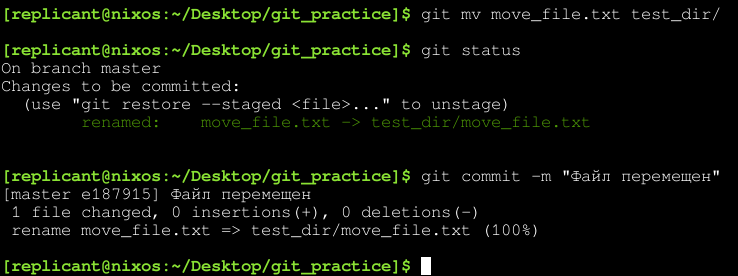 [replicant@nixos:~/Desktop/git_practice]$ git mv move_file.txt test_dir/
[replicant@nixos:~/Desktop/git_practice]$ git status
On branch master
Changes to be committed:
  (use "git restore --staged <file>..." to unstage)
        renamed:    move_file.txt -> test_dir/move_file.txt
[replicant@nixos:~/Desktop/git_practice]$ git commit -m "Файл перемещен"
[master e187915] Файл перемещен
 1 file changed, 0 insertions(+), 0 deletions(-)
 rename move_file.txt => test_dir/move_file.txt (100%)
[replicant@nixos:~/Desktop/git_practice]$